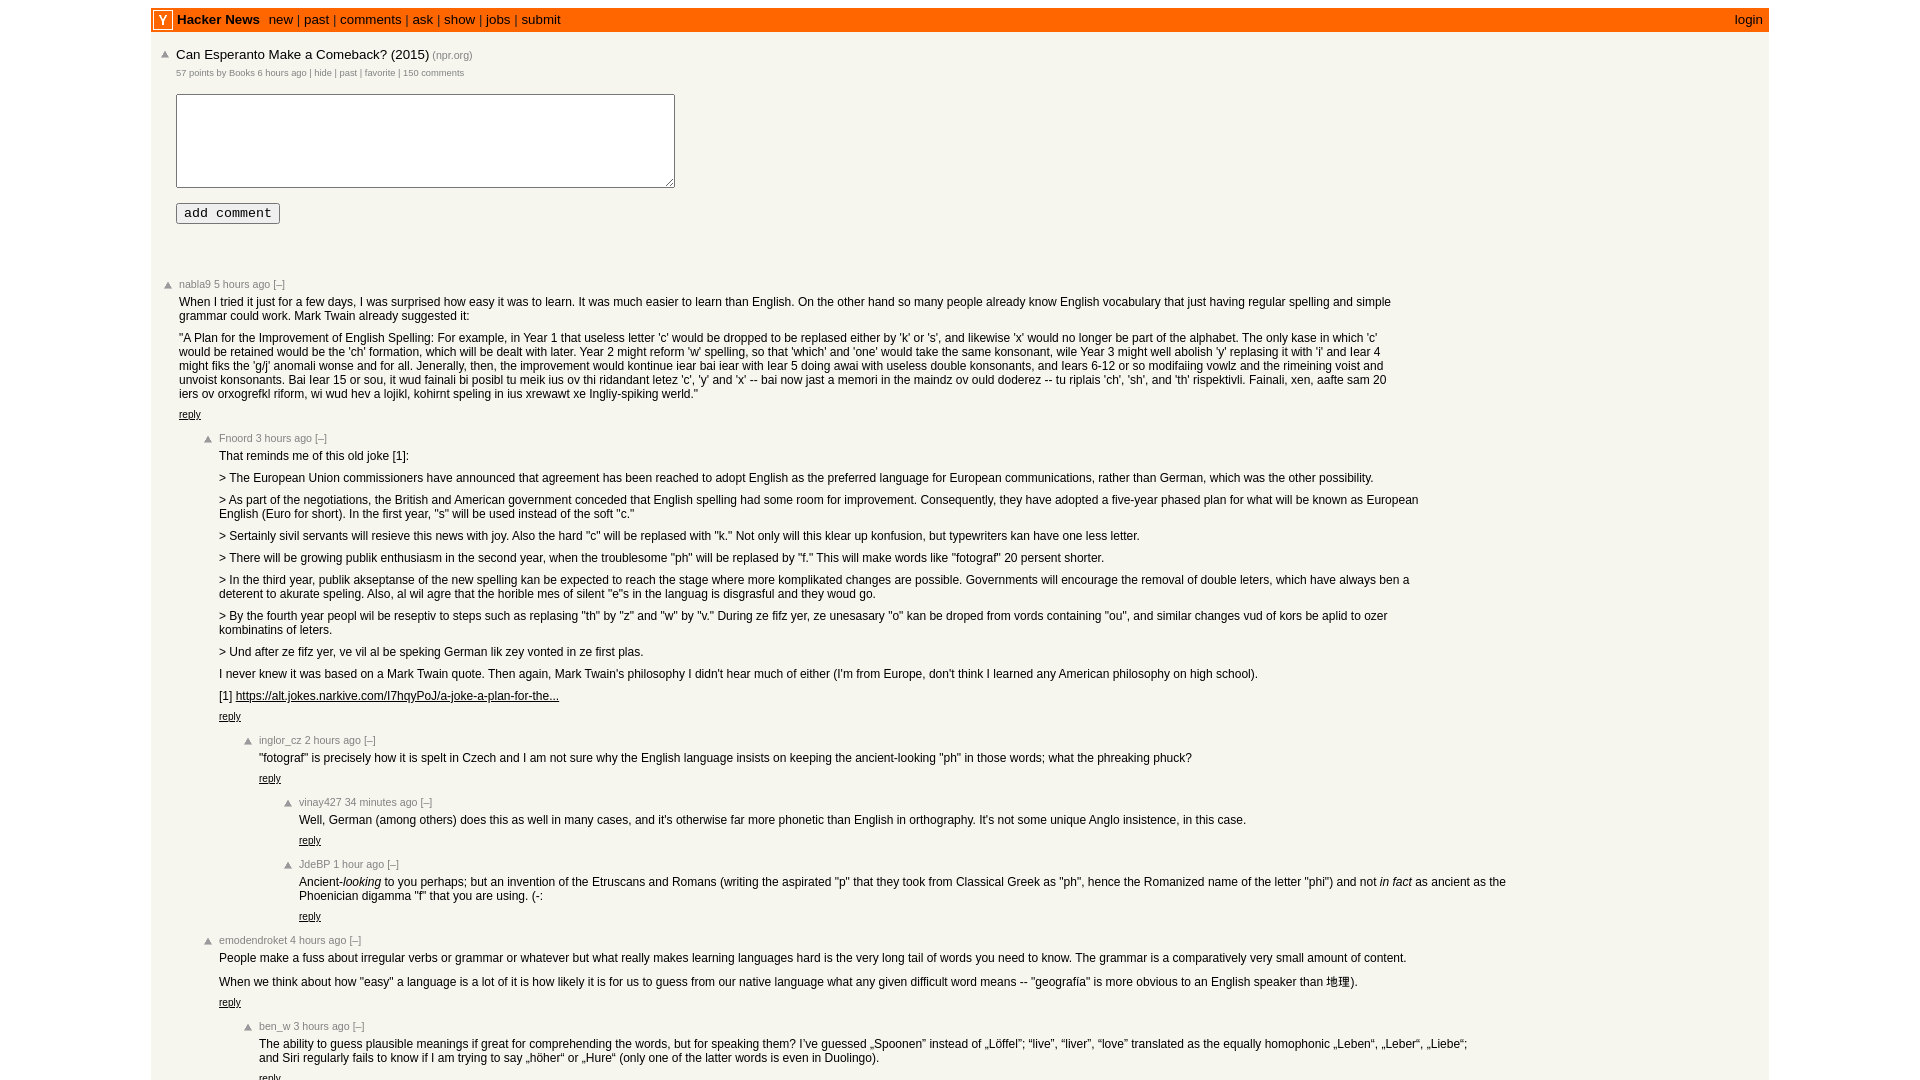 Y Hacker News new | past | comments | ask | show | jobs | submit login
Can Esperanto Make a Comeback? (2015) (npr.org)
57 points by Books 6 hours ago | hide | past | favorite | 150 comments
add comment
nabla9 5 hours ago [–]
When I tried it just for a few days, I was surprised how easy it was to learn. It was much easier to learn than English. On the other hand so many people already know English vocabulary that just having regular spelling and simple
grammar could work. Mark Twain already suggested it:
"A Plan for the Improvement of English Spelling: For example, in Year 1 that useless letter 'c' would be dropped to be replased either by 'k' or 's', and likewise 'x' would no longer be part of the alphabet. The only kase in which 'c'
would be retained would be the 'ch' formation, which will be dealt with later. Year 2 might reform 'w' spelling, so that 'which' and 'one' would take the same konsonant, wile Year 3 might well abolish 'y' replasing it with 'i' and Iear 4
might fiks the 'g/j' anomali wonse and for all. Jenerally, then, the improvement would kontinue iear bai iear with Iear 5 doing awai with useless double konsonants, and Iears 6-12 or so modifaiing vowlz and the rimeining voist and
unvoist konsonants. Bai Iear 15 or sou, it wud fainali bi posibl tu meik ius ov thi ridandant letez 'c', 'y' and 'x' -- bai now jast a memori in the maindz ov ould doderez -- tu riplais 'ch', 'sh', and 'th' rispektivli. Fainali, xen, aafte sam 20
iers ov orxogrefkl riform, wi wud hev a lojikl, kohirnt speling in ius xrewawt xe Ingliy-spiking werld."
reply
Fnoord 3 hours ago [–]
That reminds me of this old joke [1]:
> The European Union commissioners have announced that agreement has been reached to adopt English as the preferred language for European communications, rather than German, which was the other possibility.
> As part of the negotiations, the British and American government conceded that English spelling had some room for improvement. Consequently, they have adopted a five-year phased plan for what will be known as European
English (Euro for short). In the first year, "s" will be used instead of the soft "c."
> Sertainly sivil servants will resieve this news with joy. Also the hard "c" will be replased with "k." Not only will this klear up konfusion, but typewriters kan have one less letter.
> There will be growing publik enthusiasm in the second year, when the troublesome "ph" will be replased by "f." This will make words like "fotograf" 20 persent shorter.
> In the third year, publik akseptanse of the new spelling kan be expected to reach the stage where more komplikated changes are possible. Governments will encourage the removal of double leters, which have always ben a
deterent to akurate speling. Also, al wil agre that the horible mes of silent "e"s in the languag is disgrasful and they woud go.
> By the fourth year peopl wil be reseptiv to steps such as replasing "th" by "z" and "w" by "v." During ze fifz yer, ze unesasary "o" kan be droped from vords containing "ou", and similar changes vud of kors be aplid to ozer
kombinatins of leters.
> Und after ze fifz yer, ve vil al be speking German lik zey vonted in ze first plas.
I never knew it was based on a Mark Twain quote. Then again, Mark Twain's philosophy I didn't hear much of either (I'm from Europe, don't think I learned any American philosophy on high school).
[1] https://alt.jokes.narkive.com/I7hqyPoJ/a-joke-a-plan-for-the...
reply
inglor_cz 2 hours ago [–]
"fotograf" is precisely how it is spelt in Czech and I am not sure why the English language insists on keeping the ancient-looking "ph" in those words; what the phreaking phuck?
reply
vinay427 34 minutes ago [–]
Well, German (among others) does this as well in many cases, and it's otherwise far more phonetic than English in orthography. It's not some unique Anglo insistence, in this case.
reply
JdeBP 1 hour ago [–]
Ancient-looking to you perhaps; but an invention of the Etruscans and Romans (writing the aspirated "p" that they took from Classical Greek as "ph", hence the Romanized name of the letter "phi") and not in fact as ancient as the
Phoenician digamma "f" that you are using. (-:
reply
emodendroket 4 hours ago [–]
People make a fuss about irregular verbs or grammar or whatever but what really makes learning languages hard is the very long tail of words you need to know. The grammar is a comparatively very small amount of content.
When we think about how "easy" a language is a lot of it is how likely it is for us to guess from our native language what any given difficult word means -- "geografía" is more obvious to an English speaker than 地理).
reply
ben_w 3 hours ago [–]
The ability to guess plausible meanings if great for comprehending the words, but for speaking them? I’ve guessed „Spoonen” instead of „Löffel”; “live”, “liver”, “love” translated as the equally homophonic „Leben“, „Leber“, „Liebe“;
and Siri regularly fails to know if I am trying to say „höher“ or „Hure“ (only one of the latter words is even in Duolingo).
reply